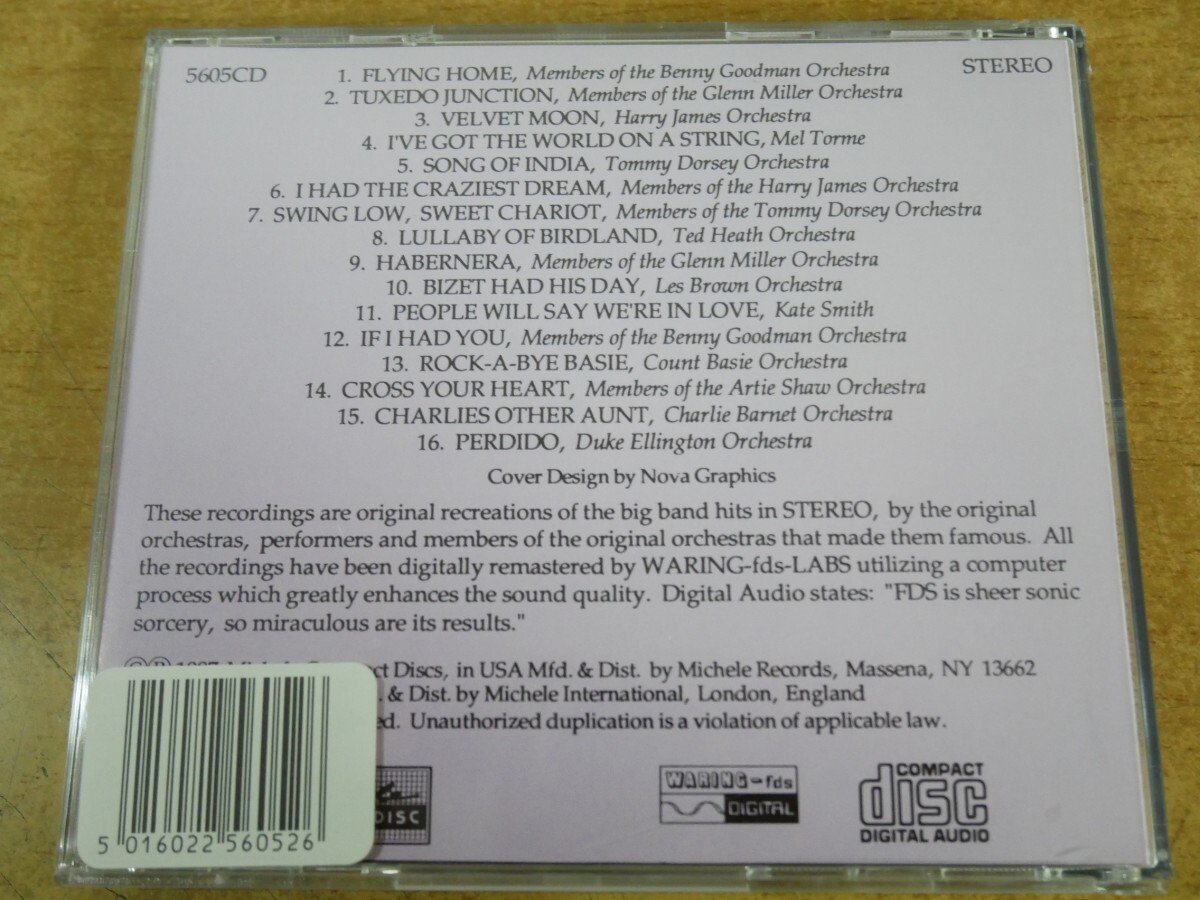 5605CD
STEREO
1. FLYING HOME, Members of the Benny Goodman Orchestra
2. TUXEDO JUNCTION, Members of the Glenn Miller Orchestra
3. VELVET MOON, Harry James Orchestra
4. I'VE GOT THE WORLD ON A STRING, Mel Torme
5. SONG OF INDIA, Tommy Dorsey Orchestra
6. I HAD THE CRAZIEST DREAM, Members of the Harry James Orchestra
7. SWING LOW, SWEET CHARIOT, Members of the Tommy Dorsey Orchestra
8. LULLABY OF BIRDLAND, Ted Heath Orchestra
9. HABERNERA, Members of the Glenn Miller Orchestra
10. BIZET HAD HIS DAY, Les Brown Orchestra
11. PEOPLE WILL SAY WE'RE IN LOVE, Kate Smith
12. IF I HAD YOU, Members of the Benny Goodman Orchestra
13. ROCK-A-BYE BASIE, Count Basie Orchestra
14. CROSS YOUR HEART, Members of the Artie Shaw Orchestra
15. CHARLIES OTHER AUNT, Charlie Barnet Orchestra
16. PERDIDO, Duke Ellington Orchestra
Cover Design by Nova Graphics
These recordings are original recreations of the big band hits in STEREO, by the original
orchestras, performers and members of the original orchestras that made them famous. All
the recordings have been digitally remastered by WARING-fds-LABS utilizing a computer
process which greatly enhances the sound quality. Digital Audio states: "FDS is sheer sonic
sorcery, so miraculous are its results."
Discs, in USA Mfd. & Dist. by Michele Records, Massena, NY 13662
& Dist. by Michele International, London, England
Unauthorized duplication is a violation of applicable law.
5 016022 560526
DISC
WARING-fds
DIGITAL
COMPACT
disc
DIGITAL AUDIO